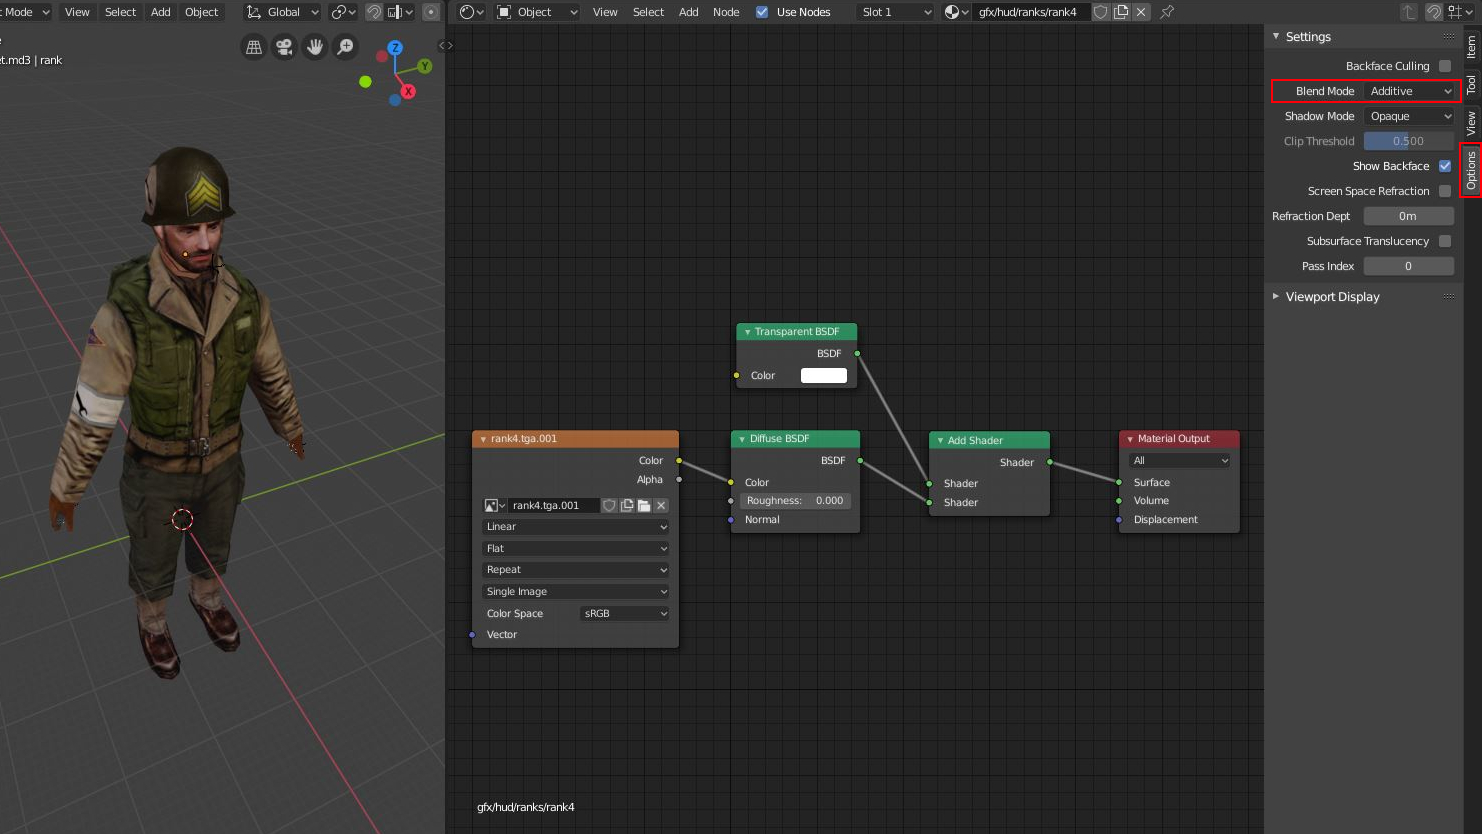 t Mode View Select Add Object Global
Object View Select Add Node Use Nodes Slot 1 gfx/hud/ranks/rank4
et.md3 | rank
Z
Y
X
Settings
Backface Culling
Blend Mode Additive
Shadow Mode Opaque
Clip Threshold 0.500
Show Backface
Screen Space Refraction
Refraction Dept 0m
Subsurface Translucency
Pass Index 0
Viewport Display
Item
Tool
View
Options
Transparent BSDF
BSDF
Color
rank4.tga.001
Color
Alpha
rank4.tga.001
Linear
Flat
Repeat
Single Image
Color Space sRGB
Vector
Diffuse BSDF
BSDF
Color
Roughness: 0.000
Normal
Add Shader
Shader
Shader
Shader
Material Output
All
Surface
Volume
Displacement
gfx/hud/ranks/rank4